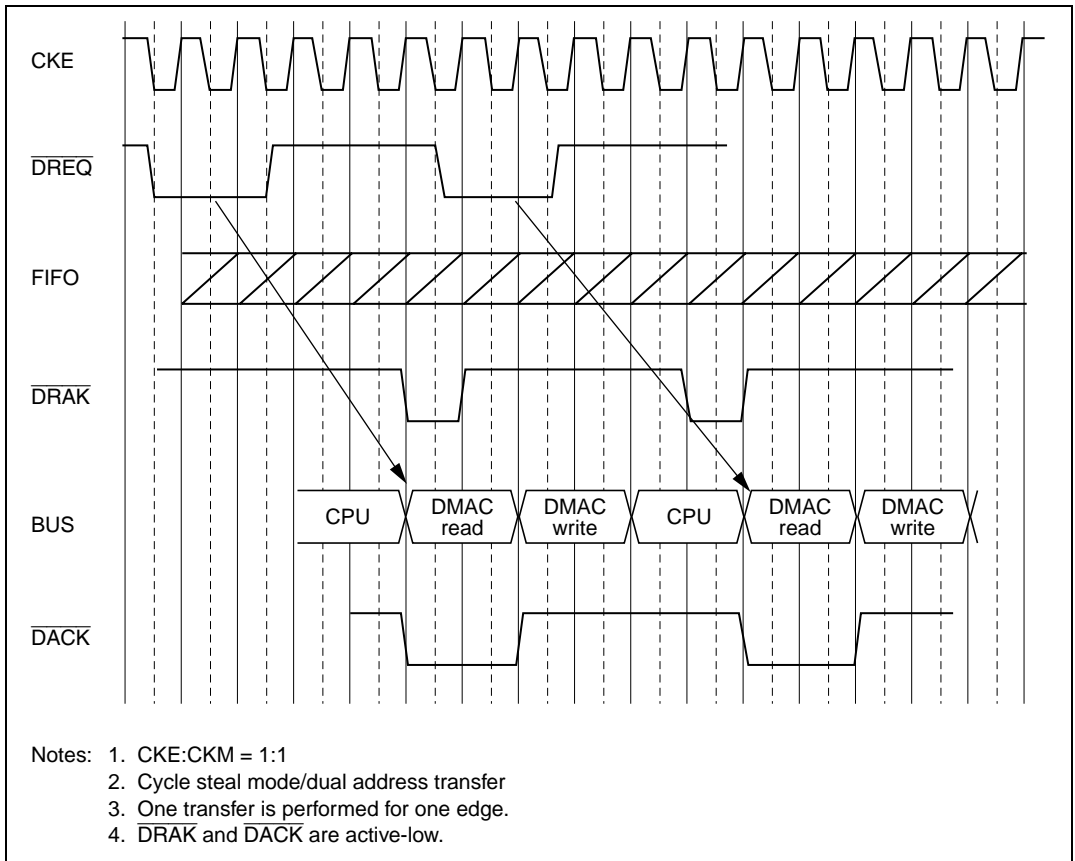 CKE
DREQ
FIFO
DRAK
BUS
CPU
DMAC
read
DMAC
write
CPU
DMAC
read
DMAC
write
DACK
Notes: 1. CKE:CKM = 1:1
2. Cycle steal mode/dual address transfer
3. One transfer is performed for one edge.
4. DRAK and DACK are active-low.